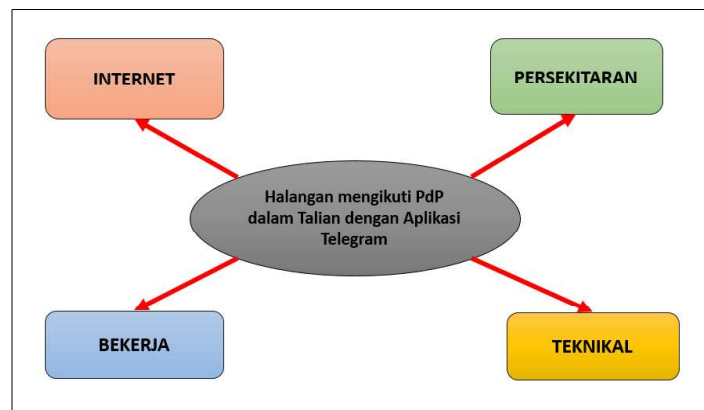 INTERNET
PERSEKITARAN
Halangan mengikuti PdP
dalam Talian dengan Aplikasi
Telegram
BEKERJA
TEKNIKAL